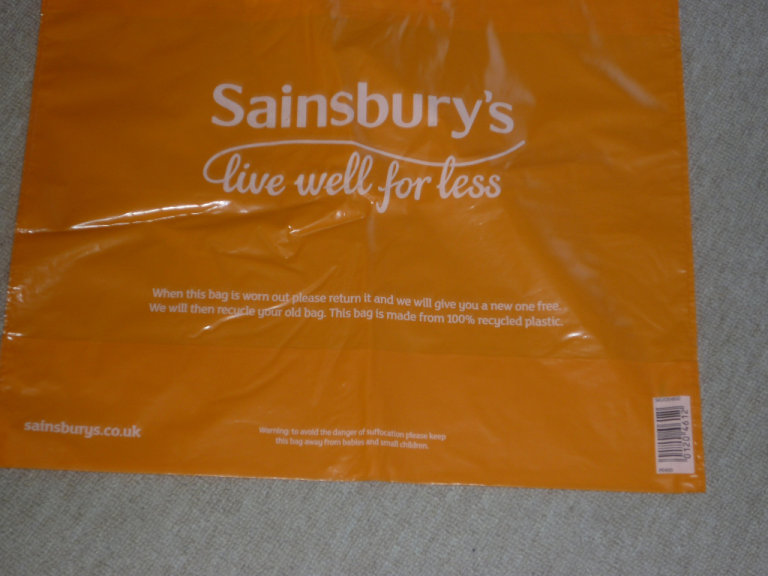 Sainsbury's
live well for less
When this bag is worn out please return it and we will give you a new one free.
We will then recycle your old bag. This bag is made from 100% recycled plastic.
sainsburys.co.uk
Warning: to avoid the danger of suffocation please keep
this bag away from babies and small children.
0120 4612